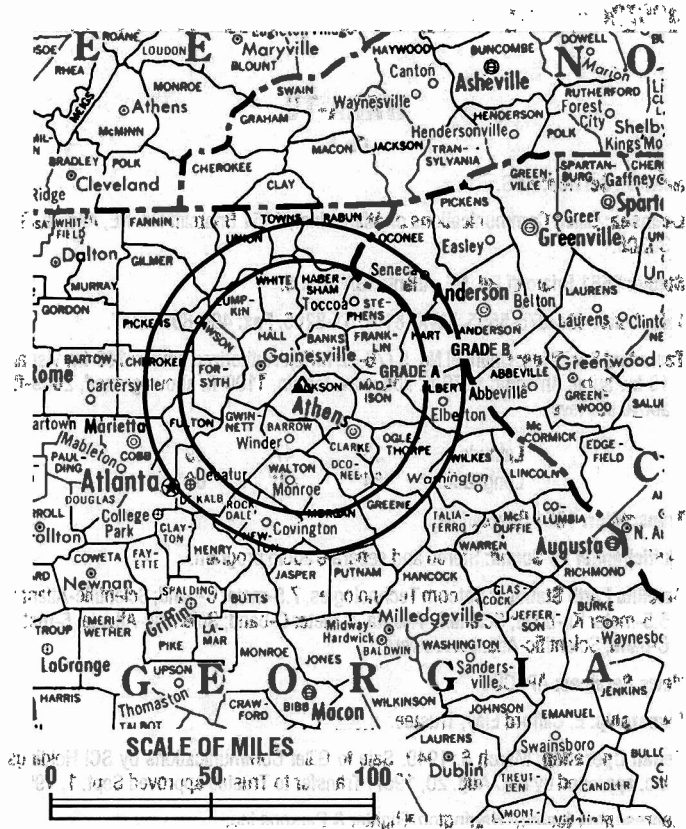 ROANE
E E
LOUDON
Maryville
BLOUNT
HAYWOOD
BUNCOMBE
Asheville
N O
DOWELL
Marion
RHEA
MONROE
SWAIN
Canton
RUTHERFORD
Forest
City
Shelby
Kings Mo
MEIGS
Athens
McMINN
GRAHAM
Waynesville
HENDERSON
Hendersonville
POLK
BRADLEY
POLK
CHEROKEE
MACON
JACKSON
TRAN-
SYLVANIA
Cleveland
CLAY
GREEN-
VILLE
SPARTAN-
BURG
Gaffney
PICKENS
WHIT-
FIELD
FANNIN
TOWNS
RABUN
UNION
OCONEE
Easley
Greer
Greenville
Dalton
GILMER
Seneca
MURRAY
WHITE
HABER-
SHAM
Toccoa
STE-
PHENS
Anderson
Belton
LAURENS
Laurens
GORDON
LUMP-
KIN
PICKENS
DAWSON
HALL
BANKS
FRANK-
LIN
HART
ANDERSON
BARTOW
CHEROKEE
Gainesville
GRADE B
GRADE A
ABBEVILLE
Greenwood
Rome
Cartersville
FOR-
SYTH
JACKSON
MAD-
ISON
ELBERT
Abbeville
GREEN-
WOOD
SALU
Athens
Elberton
Marietta
FULTON
GWIN-
NETT
BARROW
Winder
CLARKE
OGLE-
THORPE
Mc
CORMICK
EDGE-
FIELD
Mableton
COBB
PAUL-
DING
Decatur
WALTON
Monroe
OCO-
NEE
WILKES
LINCOLN
C
Atlanta
DE KALB
Washington
DOUGLAS
College
Park
ROCK
DALE
MORGAN
GREENE
TALIA-
FERRO
Mc
DUFFIE
CO-
LUMBIA
CLAY-
TON
Covington
NEW-
TON
N. Au
Augusta
COWETA
FAY-
ETTE
HENRY
WARREN
Newnan
JASPER
PUTNAM
HANCOCK
RICHMOND
SPALDING
Griffin
BUTTS
GLAS-
COCK
BURKE
Waynesbo
TROUP
MERI-
WETHER
PIKE
LA-
MAR
Midway-
Hardwick
Milledgeville
BALDWIN
JEFFER
SON
WASHINGTON
Sanders-
ville
LaGrange
UPSON
MONROE
JONES
G E O R G I A
HARRIS
Thomaston
TALBOT
CRAW-
FORD
BIBB
Macon
WILKINSON
JENKINS
JOHNSON
EMANUEL
Swainsboro
LAURENS
Dublin
TREUT-
LEN
CANDLER
MONT-
Vidalia
SCALE OF MILES
0 50 100